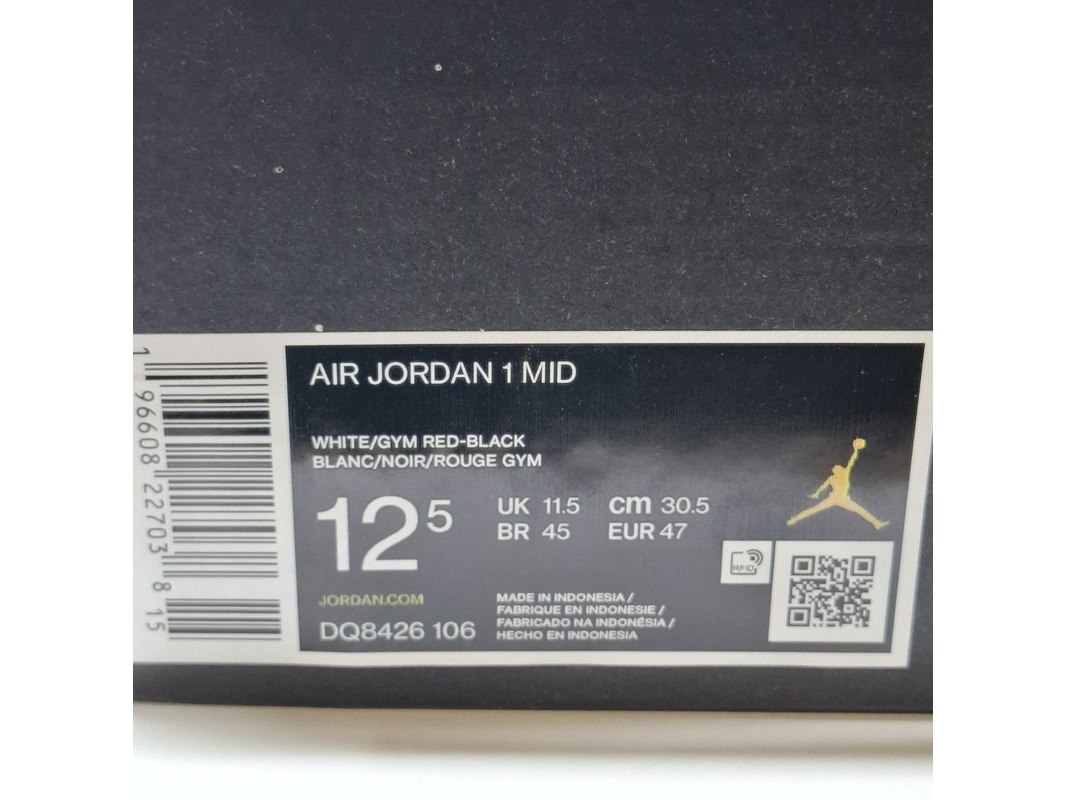 AIR JORDAN 1 MID
WHITE/GYM RED-BLACK
BLANC/NOIR/ROUGE GYM
12 5
UK 11.5 cm 30.5
BR 45 EUR 47
JORDAN.COM
DQ8426 106
MADE IN INDONESIA /
FABRIQUE EN INDONESIE /
FABRICADO NA INDONÉSIA /
HECHO EN INDONESIA
RFID
1 96608 22703 8 15